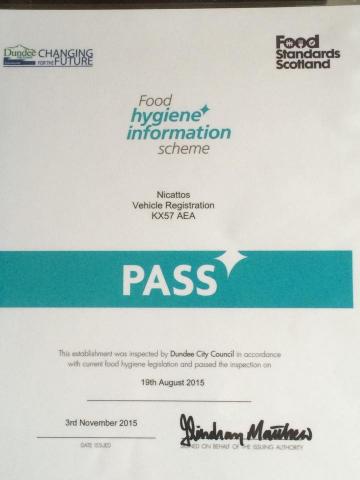 Dundee CHANGING
FOR THE FUTURE
Food
Standards
Scotland
Food
hygiene
information
scheme
Nicattos
Vehicle Registration
KX57 AEA
PASS
This establishment was inspected by Dundee City Council in accordance
with current food hygiene legislation and passed the inspection on
19th August 2015
3rd November 2015
DATE ISSUED
SIGNED ON BEHALF OF THE ISSUING AUTHORITY